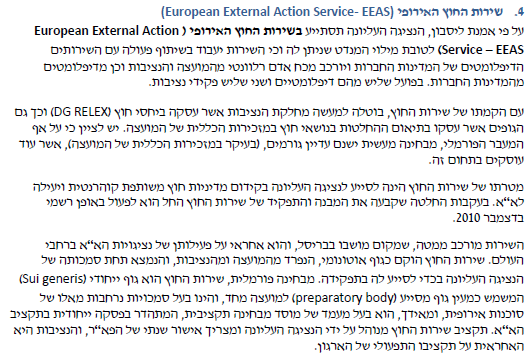 4. שירות החוץ האירופי (European External Action Service- EEAS)
על פי אמנת ליסבון, הנציגה העליונה תסתייע בשירות החוץ האירופי ( European External Action
Service – EEAS) לטובת מילוי המנדט שניתן לה וכי השירות יעבוד בשיתוף פעולה עם השירותים
הדיפלומטים של המדינות החברות ויורכב מכח אדם רלוונטי מהמועצה והנציבות וכן מדיפלומטים
מהמדינות החברות. בפועל שליש מהם דיפלומטיים ושני שליש פקידי נציבות.
עם הקמתו של שירות החוץ, בוטלה למעשה מחלקת הנציבות אשר עסקה ביחסי חוץ (DG RELEX) וכך גם
הגופים אשר עסקו בתיאום ההחלטות בנושאי חוץ במזכירות הכללית של המועצה. יש לציין כי על אף
המעבר הפורמלי, מבחינה מעשית ישנם עדיין גורמים, (בעיקר במזכירות הכללית של המועצה), אשר עוד
עוסקים בתחום זה.
מטרתו של שירות החוץ הינה לסייע לנציגה העליונה בקידום מדיניות חוץ משותפת קוהרנטית ויעילה
לא"א. בעקבות החלטה שקבעה את המבנה והתפקיד של שירות החוץ החל הוא לפעול באופן רשמי
בדצמבר 2010.
השירות מורכב ממטה, שמקום מושבו בבריסל, והוא אחראי על פעילותן של נציגויות הא"א ברחבי
העולם. שירות החוץ הוקם כגוף אוטונומי, הנפרד מהמועצה ומהנציבות, והנמצא תחת סמכותה של
הנציגה העליונה בכדי לסייע לה בתפקידה. מבחינה פורמלית, שירות החוץ הוא גוף ייחודי (Sui generis)
המשמש כמעין גוף מסייע (preparatory body) למועצה מחד, והינו בעל סמכויות נרחבות מאלו של
סוכנות אירופית, ומאידך, הוא בעל מעמד של מוסד מבחינה תקציבית, המתהדר בפסקה ייחודית בתקציב
הא"א. תקציב שירות החוץ מנוהל על ידי הנציגה העליונה ומצריך אישור שנתי של הפא"ר, והנציבות היא
האחראית על תקציבו התפעולי של הארגון.